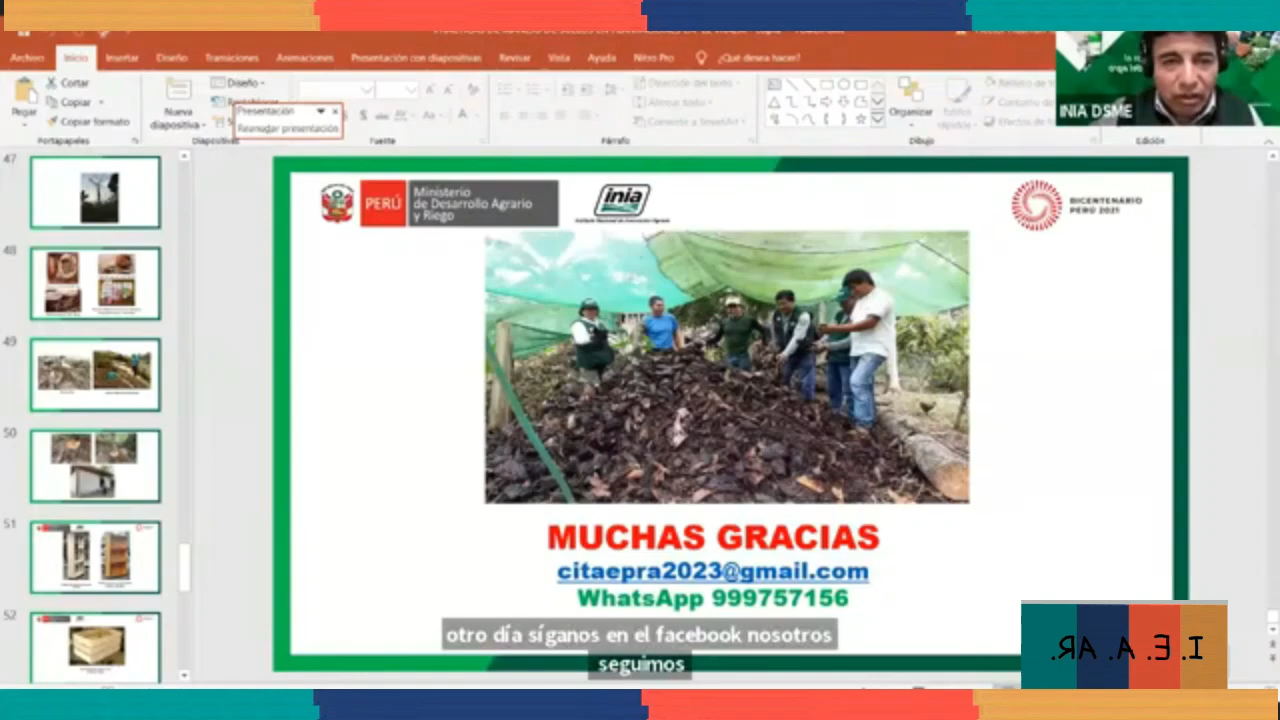 Archivo Inicio Insertar Diseño Transiciones Animaciones Presentación con diapositivas Revisar Vista Ayuda Nitro Pro ¿Qué desea hacer?
Pegar
Cortar
Copiar
Copiar formato
Portapapeles
Nueva
diapositiva
Diseño
Presentación
Reanudar presentación
Diapositivas
Fuente
Párrafo
Organizar
Dibujo
Edición
INIA DSME
47
48
49
50
51
52
PERÚ
Ministerio
de Desarrollo Agrario
y Riego
inia
BICENTENARIO
PERÚ 2021
MUCHAS GRACIAS
citaepra2023@gmail.com
WhatsApp 999757156
otro día síganos en el facebook nosotros
seguimos
I.E.A.AR.